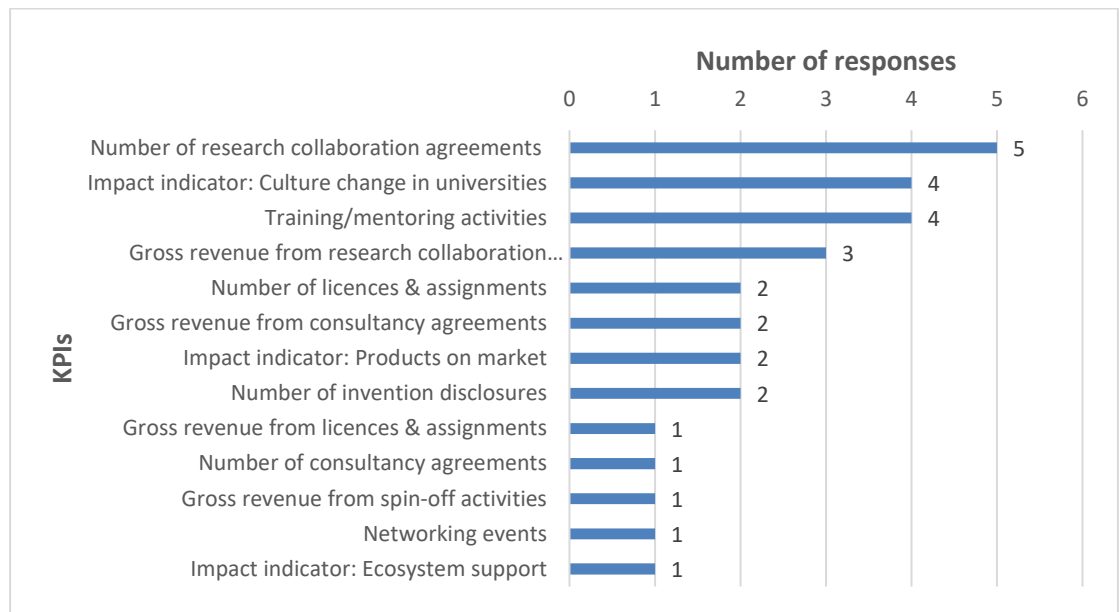 Number of responses
0 1 2 3 4 5 6
Number of research collaboration agreements 5
Impact indicator: Culture change in universities 4
Training/mentoring activities 4
Gross revenue from research collaboration... 3
Number of licences & assignments 2
Gross revenue from consultancy agreements 2
Impact indicator: Products on market 2
Number of invention disclosures 2
Gross revenue from licences & assignments 1
Number of consultancy agreements 1
Gross revenue from spin-off activities 1
Networking events 1
Impact indicator: Ecosystem support 1
KPIs